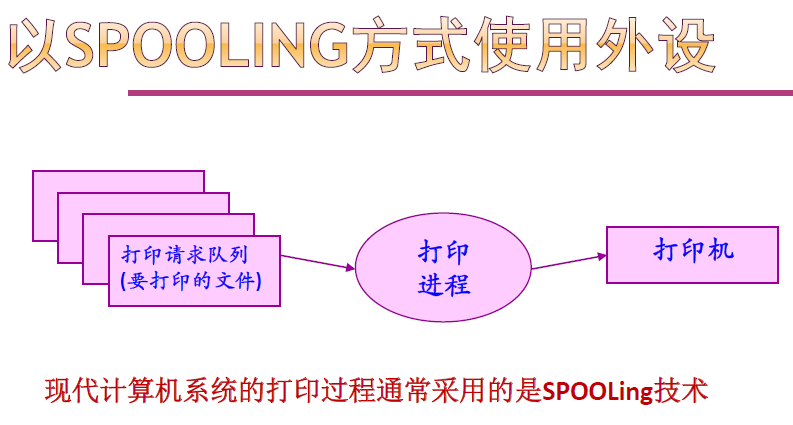 以SPOOLING方式使用外设
打印请求队列
(要打印的文件)
打印
进程
打印机
现代计算机系统的打印过程通常采用的是SPOOLing技术